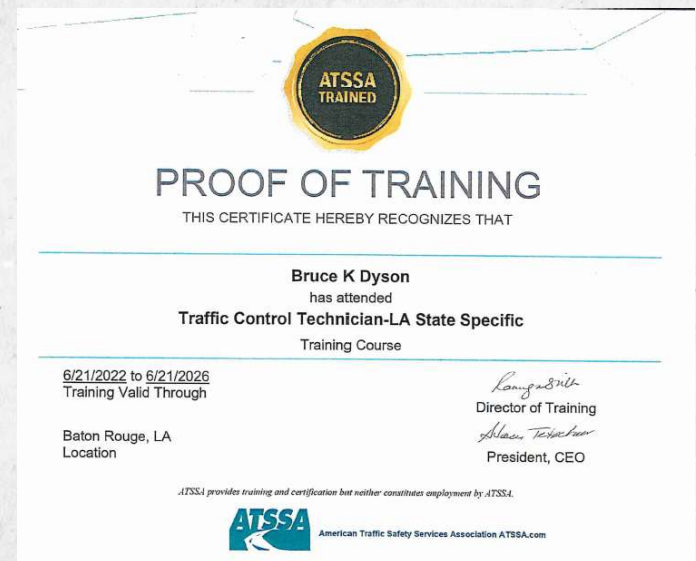 ATSSA
TRAINED
PROOF OF TRAINING
THIS CERTIFICATE HEREBY RECOGNIZES THAT
Bruce K Dyson
has attended
Traffic Control Technician-LA State Specific
Training Course
6/21/2022 to 6/21/2026
Training Valid Through
Director of Training
Baton Rouge, LA
Location
President, CEO
ATSSA provides training and certification but neither constitutes employment by ATSSA.
ATSSA
American Traffic Safety Services Association ATSSA.com